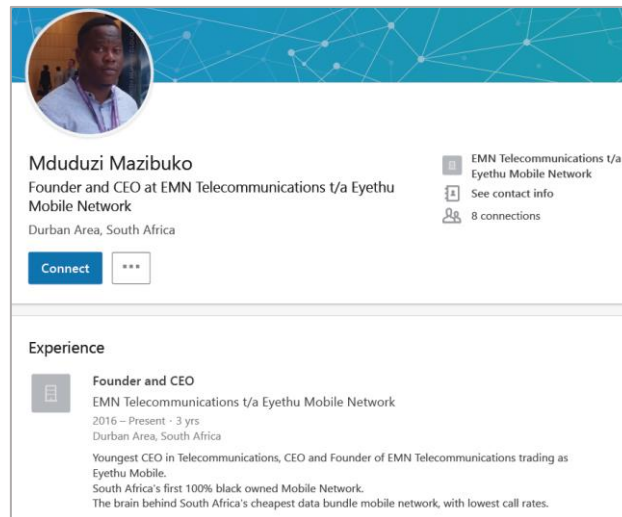 Mduduzi Mazibuko
Founder and CEO at EMN Telecommunications t/a Eyethu
Mobile Network
Durban Area, South Africa
Connect
EMN Telecommunications t/a
Eyethu Mobile Network
See contact info
8 connections
Experience
Founder and CEO
EMN Telecommunications t/a Eyethu Mobile Network
2016 – Present · 3 yrs
Durban Area, South Africa
Youngest CEO in Telecommunications, CEO and Founder of EMN Telecommunications trading as
Eyethu Mobile.
South Africa's first 100% black owned Mobile Network.
The brain behind South Africa's cheapest data bundle mobile network, with lowest call rates.